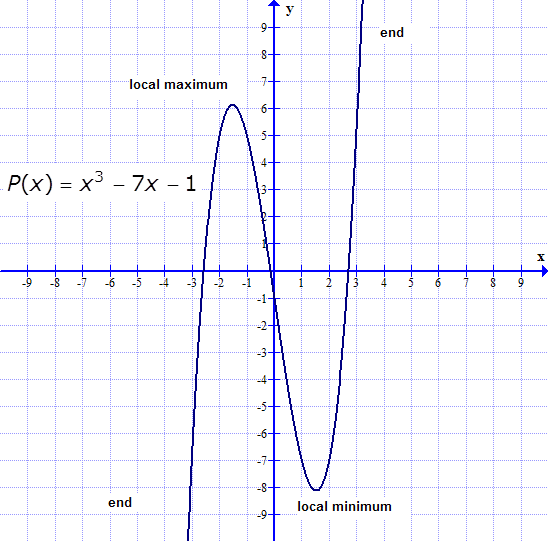 y
9
end
8
local maximum
7
6
5
4
P(x) = x³ − 7x − 1
3
2
1
x
-9 -8 -7 -6 -5 -4 -3 -2 -1 1 2 3 4 5 6 7 8 9
-1
-2
-3
-4
-5
-6
-7
-8
end
local minimum
-9